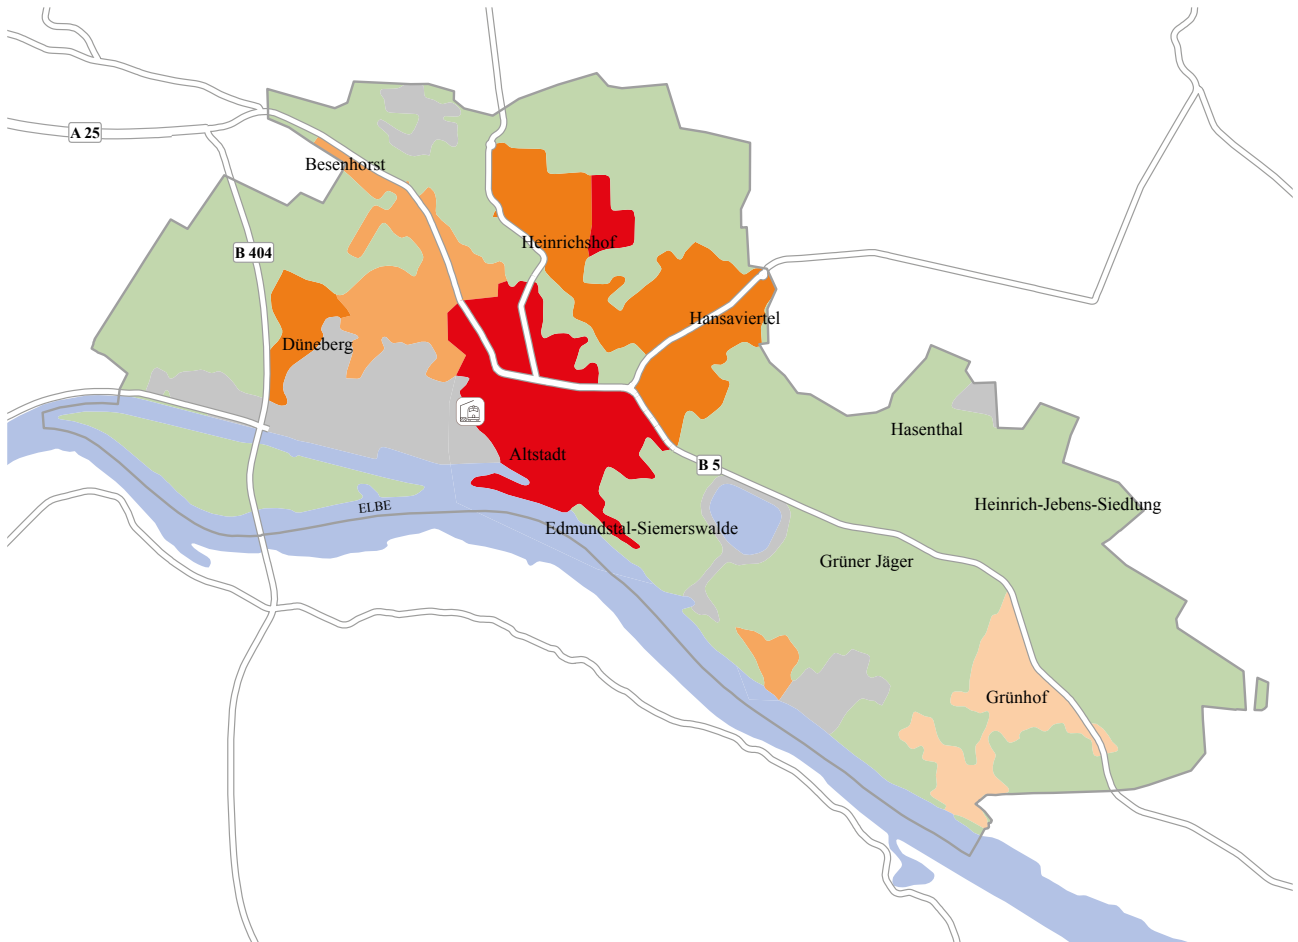 A 25
Besenhorst
Heinrichshof
B 404
Hansaviertel
Düneberg
Hasenthal
Altstadt
B 5
Heinrich-Jebens-Siedlung
ELBE
Edmundstal-Siemerswalde
Grüner Jäger
Grünhof